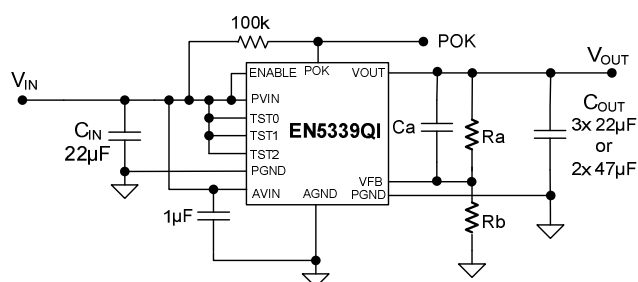 100k
POK
VIN
VOUT
ENABLE
POK
VOUT
PVIN
TST0
TST1
TST2
EN5339QI
CIN
22µF
Ca
Ra
COUT
3x 22µF
or
2x 47µF
PGND
VFB
AVIN
AGND
PGND
1µF
Rb